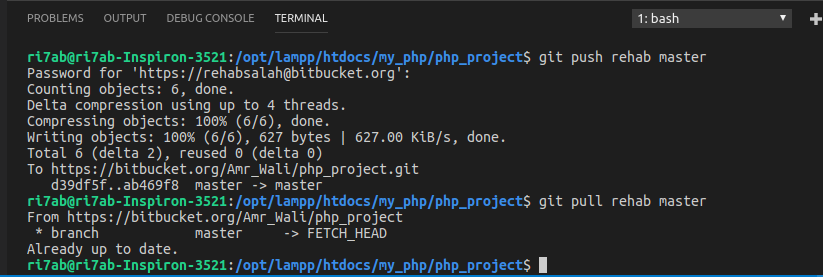 PROBLEMS OUTPUT DEBUG CONSOLE TERMINAL 1: bash
ri7ab@ri7ab-Inspiron-3521:/opt/lampp/htdocs/my_php/php_project$ git push rehab master
Password for 'https://rehabsalah@bitbucket.org':
Counting objects: 6, done.
Delta compression using up to 4 threads.
Compressing objects: 100% (6/6), done.
Writing objects: 100% (6/6), 627 bytes | 627.00 KiB/s, done.
Total 6 (delta 2), reused 0 (delta 0)
To https://bitbucket.org/Amr_Wali/php_project.git
   d39df5f..ab469f8  master -> master
ri7ab@ri7ab-Inspiron-3521:/opt/lampp/htdocs/my_php/php_project$ git pull rehab master
From https://bitbucket.org/Amr_Wali/php_project
 * branch            master     -> FETCH_HEAD
Already up to date.
ri7ab@ri7ab-Inspiron-3521:/opt/lampp/htdocs/my_php/php_project$